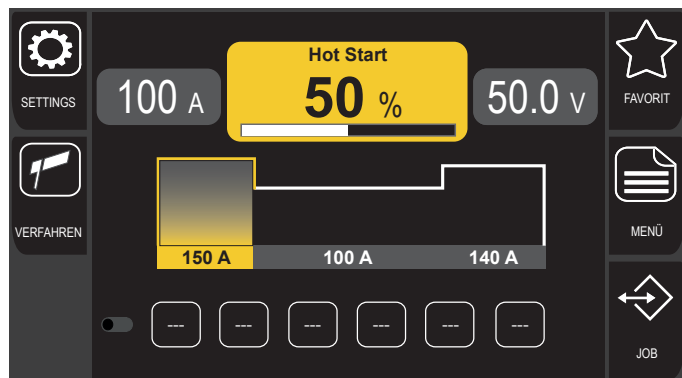 SETTINGS
VERFAHREN
100 A
Hot Start
50 %
50.0 V
150 A
100 A
140 A
---
---
---
---
---
---
FAVORIT
MENÜ
JOB